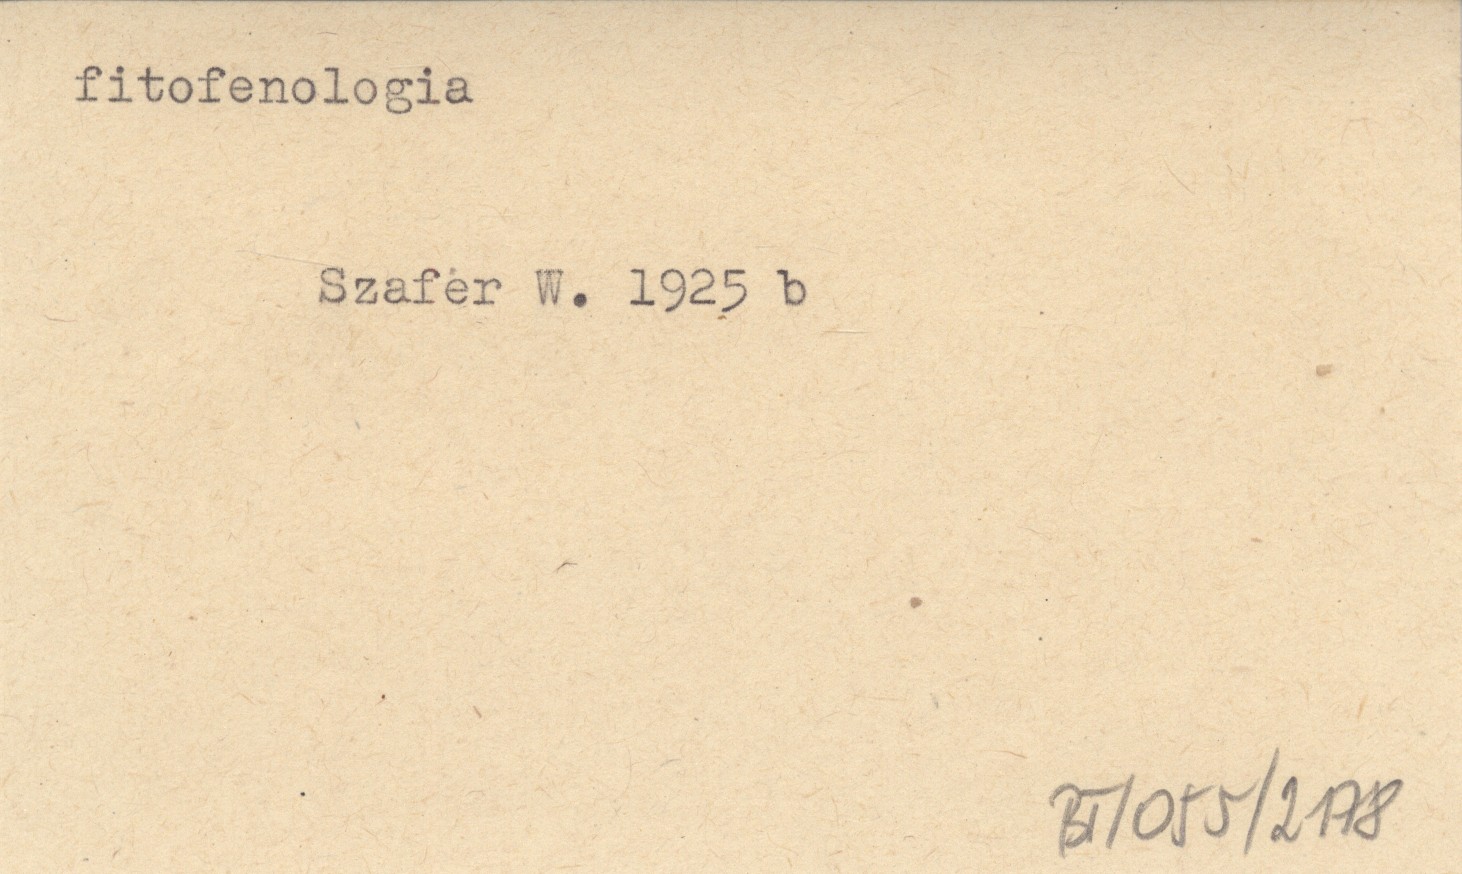 fitofenologia
Szafer W. 1925 b
BT/055/2178